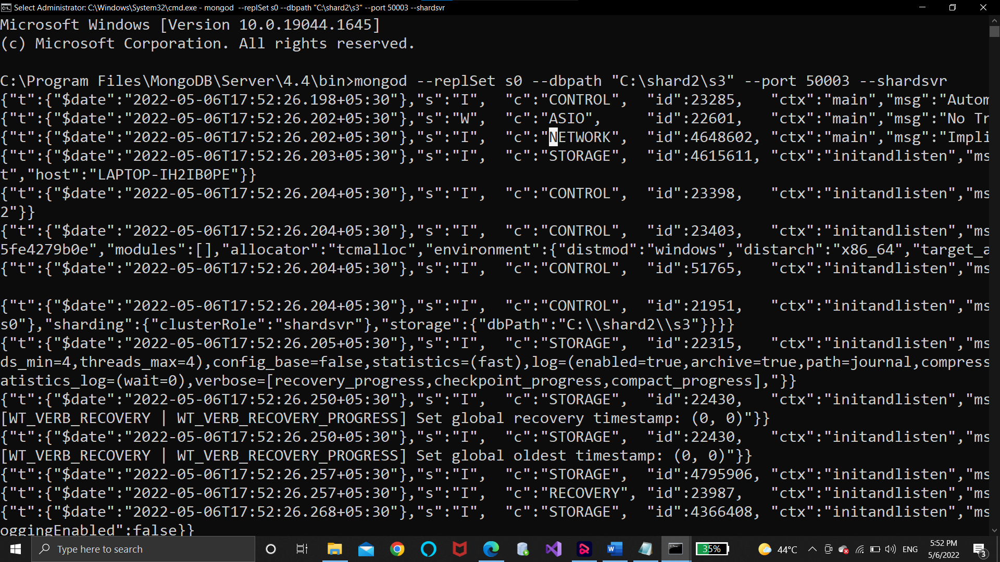 Select Administrator: C:\Windows\System32\cmd.exe - mongod  --replSet s0 --dbpath "C:\shard2\s3" --port 50003 --shardsvr
Microsoft Windows [Version 10.0.19044.1645]
(c) Microsoft Corporation. All rights reserved.
C:\Program Files\MongoDB\Server\4.4\bin>mongod --replSet s0 --dbpath "C:\shard2\s3" --port 50003 --shardsvr
{"t":{"$date":"2022-05-06T17:52:26.198+05:30"},"s":"I",  "c":"CONTROL",  "id":23285,   "ctx":"main","msg":"Autom
{"t":{"$date":"2022-05-06T17:52:26.202+05:30"},"s":"W",  "c":"ASIO",     "id":22601,   "ctx":"main","msg":"No Tr
{"t":{"$date":"2022-05-06T17:52:26.202+05:30"},"s":"I",  "c":"NETWORK",  "id":4648602, "ctx":"main","msg":"Impli
{"t":{"$date":"2022-05-06T17:52:26.203+05:30"},"s":"I",  "c":"STORAGE",  "id":4615611, "ctx":"initandlisten","ms
t","host":"LAPTOP-IH2IB0PE"}}
{"t":{"$date":"2022-05-06T17:52:26.204+05:30"},"s":"I",  "c":"CONTROL",  "id":23398,   "ctx":"initandlisten","ms
2"}}
{"t":{"$date":"2022-05-06T17:52:26.204+05:30"},"s":"I",  "c":"CONTROL",  "id":23403,   "ctx":"initandlisten","ms
5fe4279b0e","modules":[],"allocator":"tcmalloc","environment":{"distmod":"windows","distarch":"x86_64","target_a
{"t":{"$date":"2022-05-06T17:52:26.204+05:30"},"s":"I",  "c":"CONTROL",  "id":51765,   "ctx":"initandlisten","ms
{"t":{"$date":"2022-05-06T17:52:26.204+05:30"},"s":"I",  "c":"CONTROL",  "id":21951,   "ctx":"initandlisten","ms
s0"},"sharding":{"clusterRole":"shardsvr"},"storage":{"dbPath":"C:\\shard2\\s3"}}}}
{"t":{"$date":"2022-05-06T17:52:26.205+05:30"},"s":"I",  "c":"STORAGE",  "id":22315,   "ctx":"initandlisten","ms
ds_min=4,threads_max=4),config_base=false,statistics=(fast),log=(enabled=true,archive=true,path=journal,compress
atistics_log=(wait=0),verbose=[recovery_progress,checkpoint_progress,compact_progress],"}}
{"t":{"$date":"2022-05-06T17:52:26.250+05:30"},"s":"I",  "c":"STORAGE",  "id":22430,   "ctx":"initandlisten","ms
[WT_VERB_RECOVERY | WT_VERB_RECOVERY_PROGRESS] Set global recovery timestamp: (0, 0)"}}
{"t":{"$date":"2022-05-06T17:52:26.250+05:30"},"s":"I",  "c":"STORAGE",  "id":22430,   "ctx":"initandlisten","ms
[WT_VERB_RECOVERY | WT_VERB_RECOVERY_PROGRESS] Set global oldest timestamp: (0, 0)"}}
{"t":{"$date":"2022-05-06T17:52:26.257+05:30"},"s":"I",  "c":"STORAGE",  "id":4795906, "ctx":"initandlisten","ms
{"t":{"$date":"2022-05-06T17:52:26.257+05:30"},"s":"I",  "c":"RECOVERY", "id":23987,   "ctx":"initandlisten","ms
{"t":{"$date":"2022-05-06T17:52:26.268+05:30"},"s":"I",  "c":"STORAGE",  "id":4366408, "ctx":"initandlisten","ms
oggingEnabled":false}}
Type here to search
35%
44°C
ENG
5:52 PM
5/6/2022
3